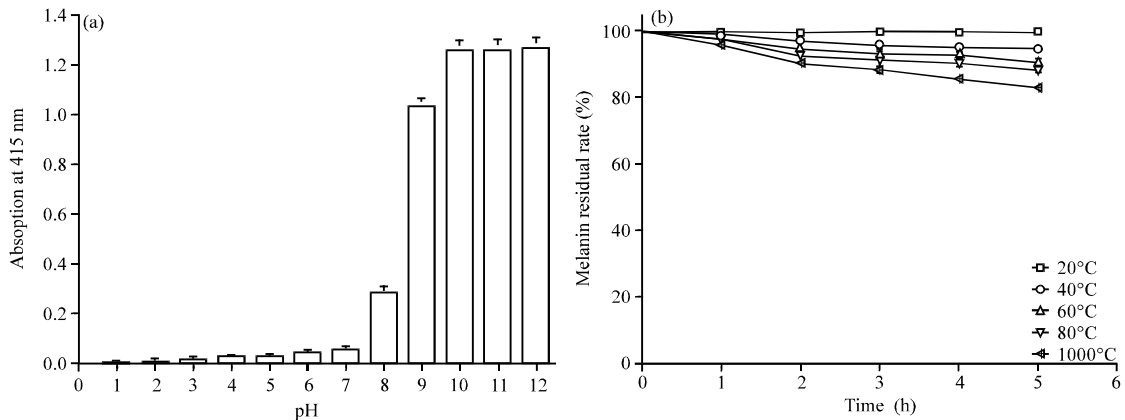 (a)
Absoption at 415 nm
1.4
1.2
1.0
0.8
0.6
0.4
0.2
0.0
0 1 2 3 4 5 6 7 8 9 10 11 12
pH
(b)
Melanin residual rate (%)
100
80
60
40
20
0
0 1 2 3 4 5 6
Time (h)
20°C
40°C
60°C
80°C
1000°C